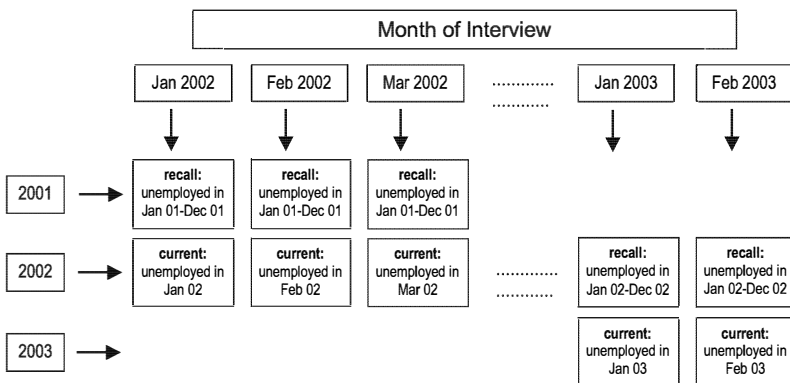 Month of Interview
Jan 2002 Feb 2002 Mar 2002 ............... Jan 2003 Feb 2003
...............
2001
recall:
unemployed in
Jan 01-Dec 01
recall:
unemployed in
Jan 01-Dec 01
recall:
unemployed in
Jan 01-Dec 01
2002
current:
unemployed in
Jan 02
current:
unemployed in
Feb 02
current:
unemployed in
Mar 02
...............
...............
recall:
unemployed in
Jan 02-Dec 02
recall:
unemployed in
Jan 02-Dec 02
2003
current:
unemployed in
Jan 03
current:
unemployed in
Feb 03